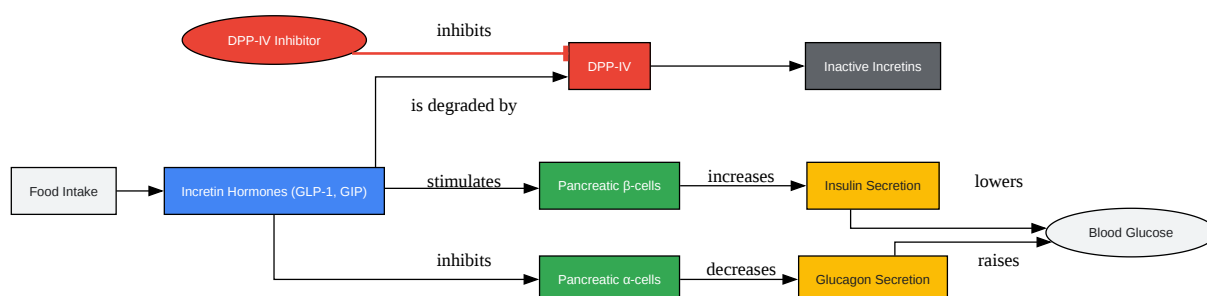 inhibits
DPP-IV Inhibitor
DPP-IV
Inactive Incretins
is degraded by
Food Intake
Incretin Hormones (GLP-1, GIP)
stimulates
Pancreatic β-cells
increases
Insulin Secretion
lowers
Blood Glucose
inhibits
Pancreatic α-cells
decreases
Glucagon Secretion
raises